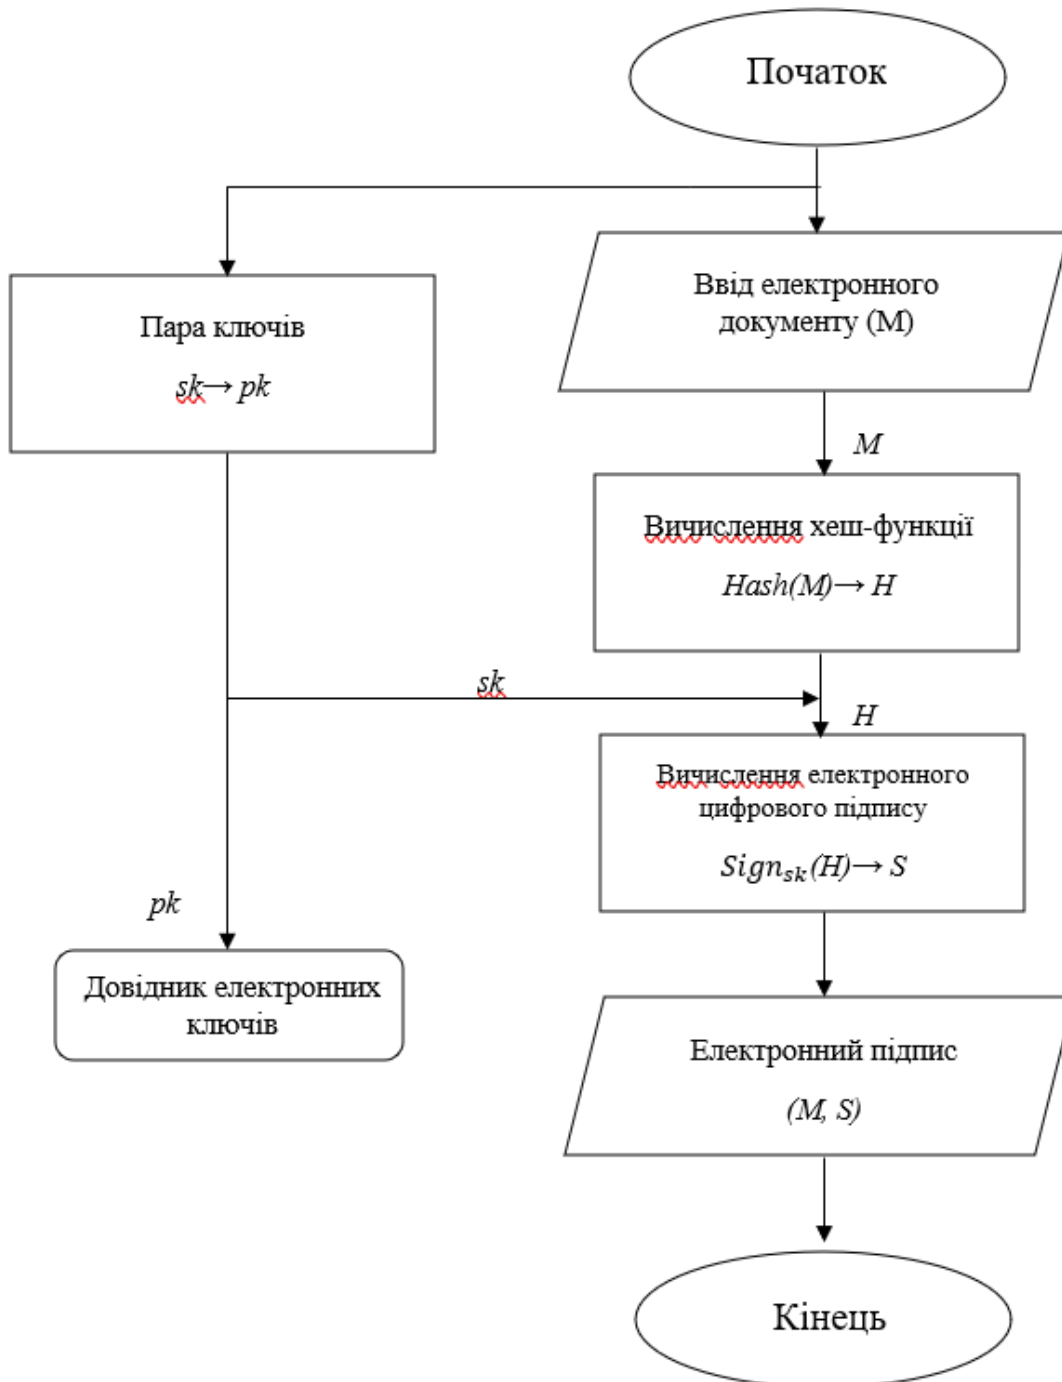 Початок
Пара ключів
sk→ pk
Ввід електронного
документу (М)
M
Вичислення хеш-функції
Hash(M)→ H
sk
H
Вичислення електронного
цифрового підпису
Sign_sk(H)→ S
pk
Довідник електронних
ключів
Електронний підпис
(M, S)
Кінець